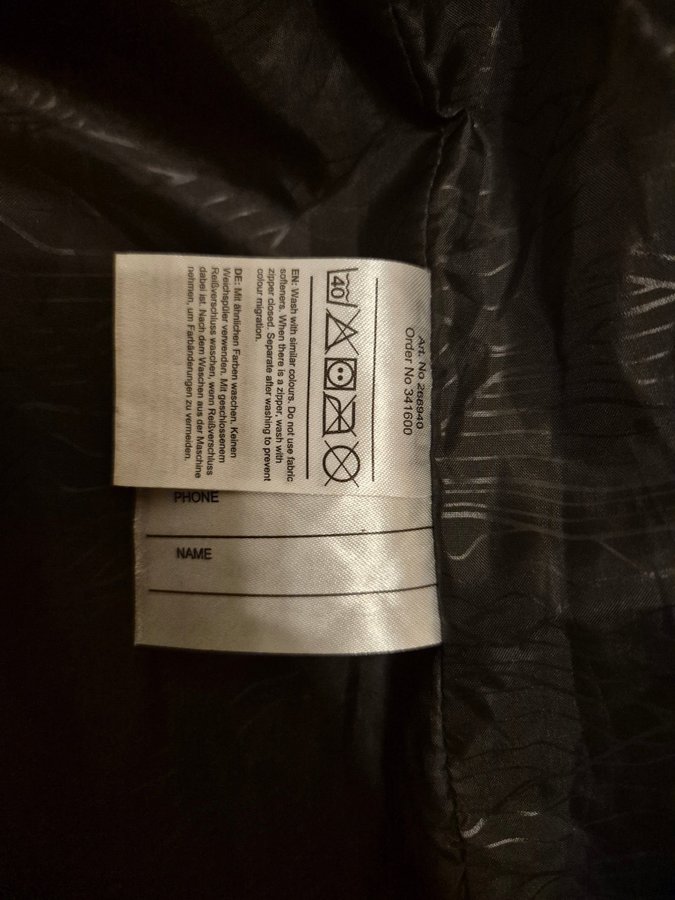 Art. No 266940
Order No 341600
40
EN: Wash with similar colours. Do not use fabric
softeners. When there is a zipper, wash with
zipper closed. Separate after washing to prevent
colour migration.
DE: Mit ähnlichen Farben waschen. Keinen
Weichspüler verwenden. Mit geschlossenem
Reißverschluss waschen, wenn Reißverschluss
dabei ist. Nach dem Waschen aus der Maschine
nehmen, um Farbänderungen zu vermeiden.
PHONE
NAME